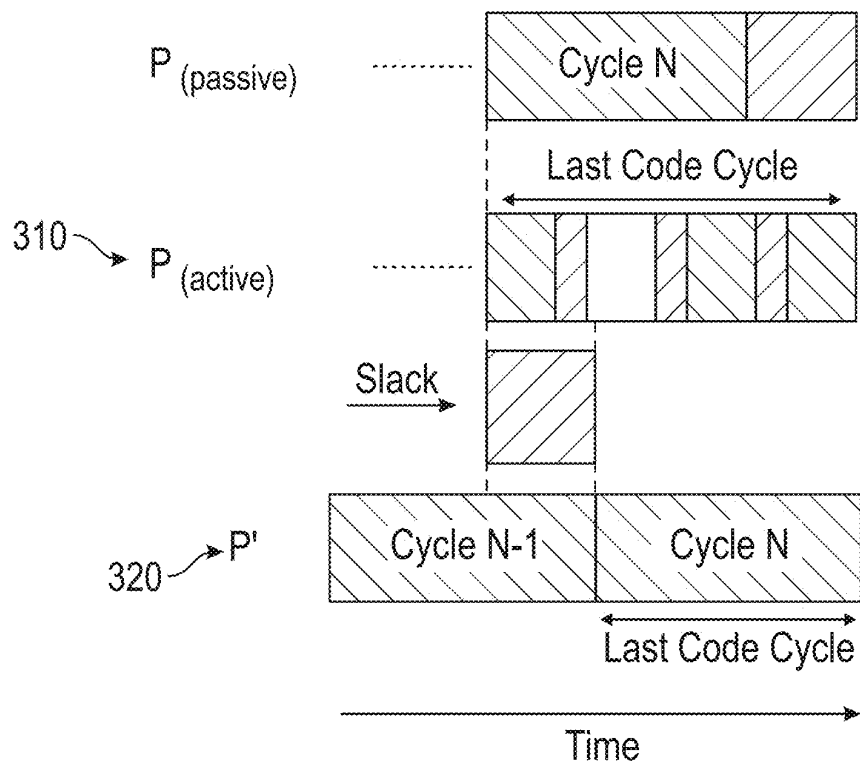 P (passive)
Cycle N
Last Code Cycle
310
P (active)
Slack
320
P'
Cycle N-1
Cycle N
Last Code Cycle
Time